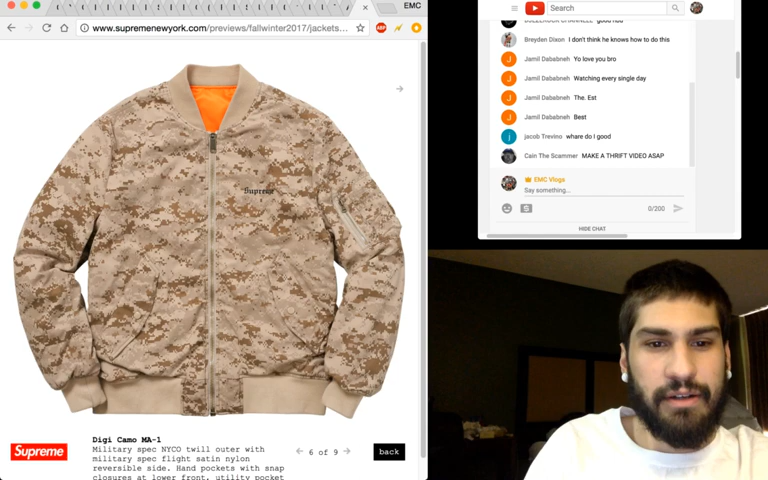 EMC
www.supremenewyork.com/previews/fallwinter2017/jackets...
ABP
Supreme
Supreme
Digi Camo MA-1
Military spec NYCO twill outer with
military spec flight satin nylon
reversible side. Hand pockets with snap
closures at lower front, utility pocket
6 of 9
back
Search
Breyden Dixon I don't think he knows how to do this
J Jamil Dababneh Yo love you bro
J Jamil Dababneh Watching every single day
J Jamil Dababneh The. Est
J Jamil Dababneh Best
j jacob Trevino whare do I good
Cain The Scammer MAKE A THRIFT VIDEO ASAP
EMC Vlogs
Say something...
0/200
HIDE CHAT